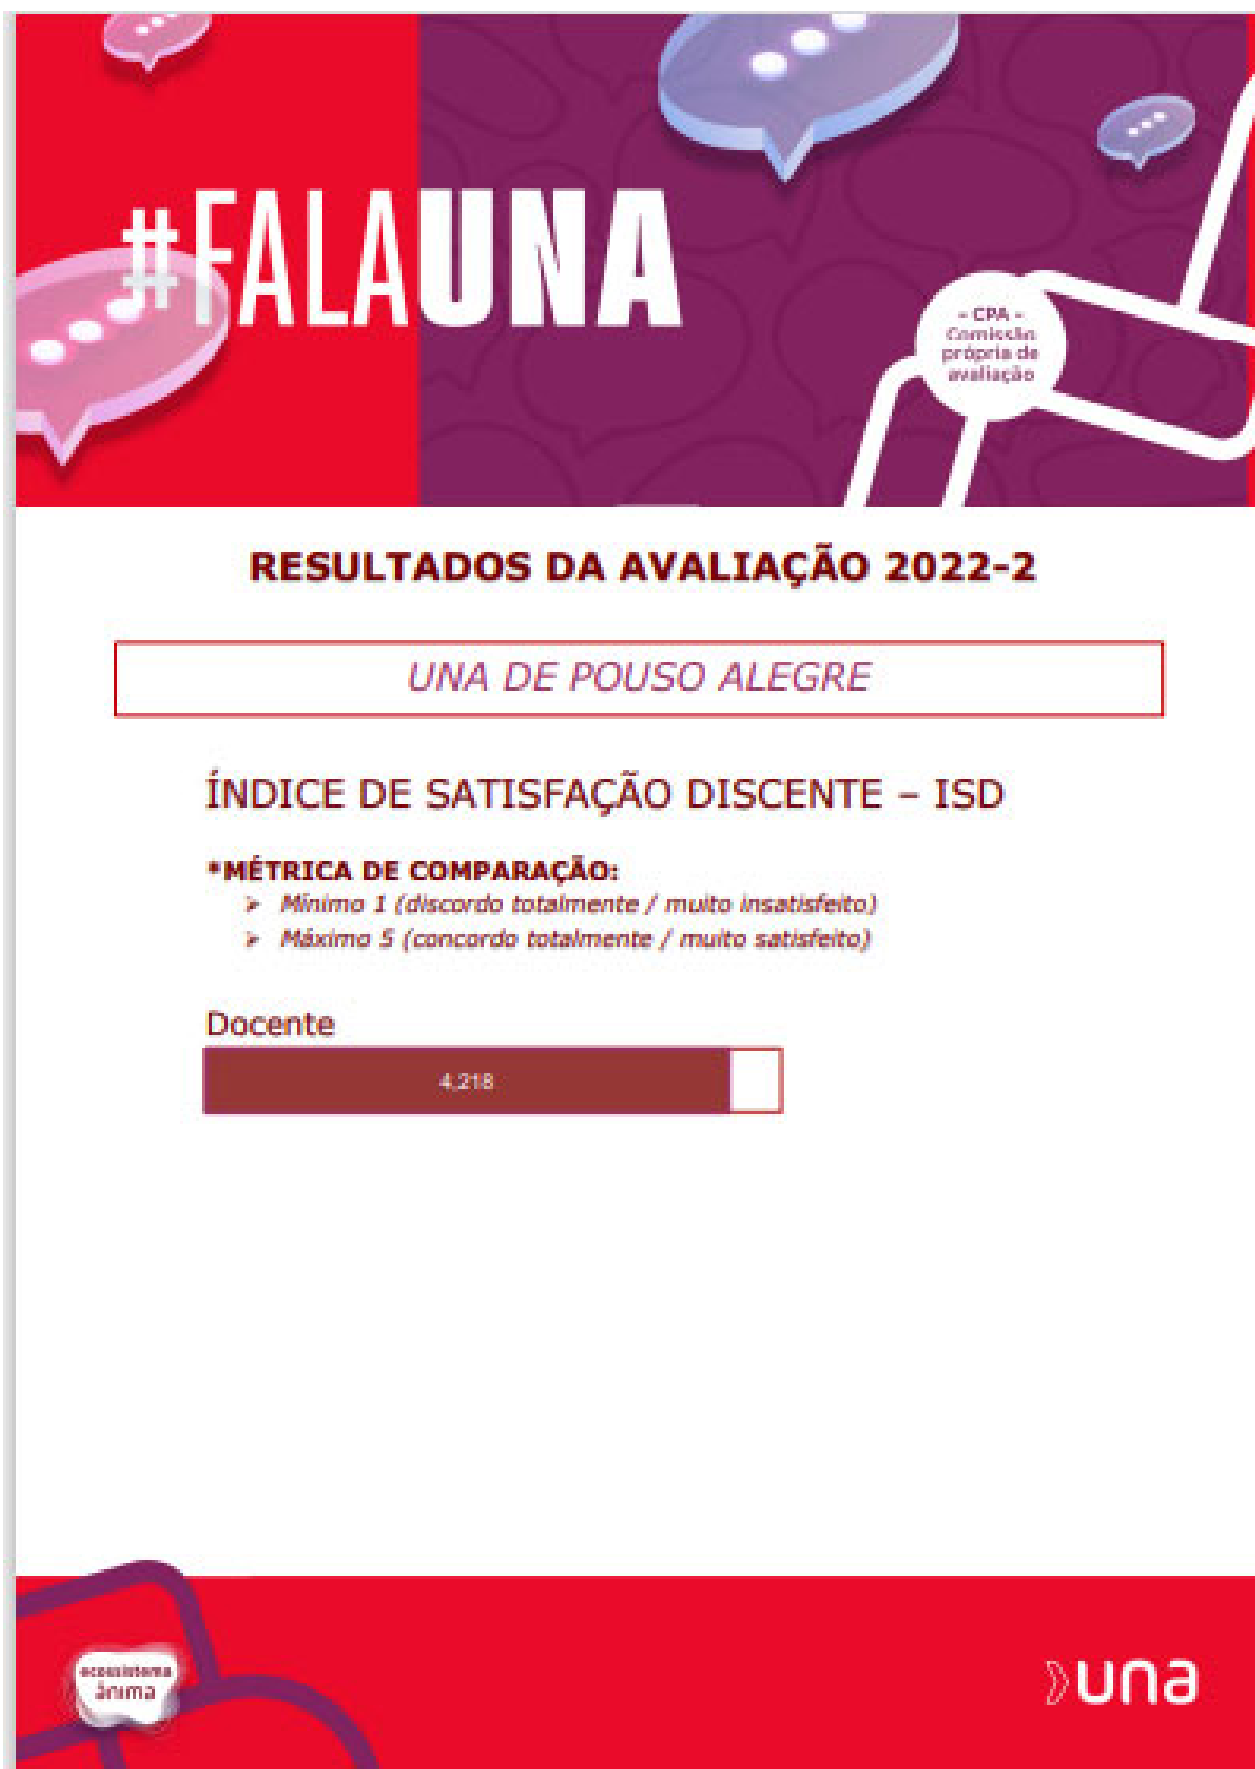 #FALAUNA
- CPA -
Comissão
própria de
avaliação
RESULTADOS DA AVALIAÇÃO 2022-2
UNA DE POUSO ALEGRE
ÍNDICE DE SATISFAÇÃO DISCENTE – ISD
*MÉTRICA DE COMPARAÇÃO:
➢ Mínimo 1 (discordo totalmente / muito insatisfeito)
➢ Máximo 5 (concordo totalmente / muito satisfeito)
Docente
4,218
ecossistema
ânima
una